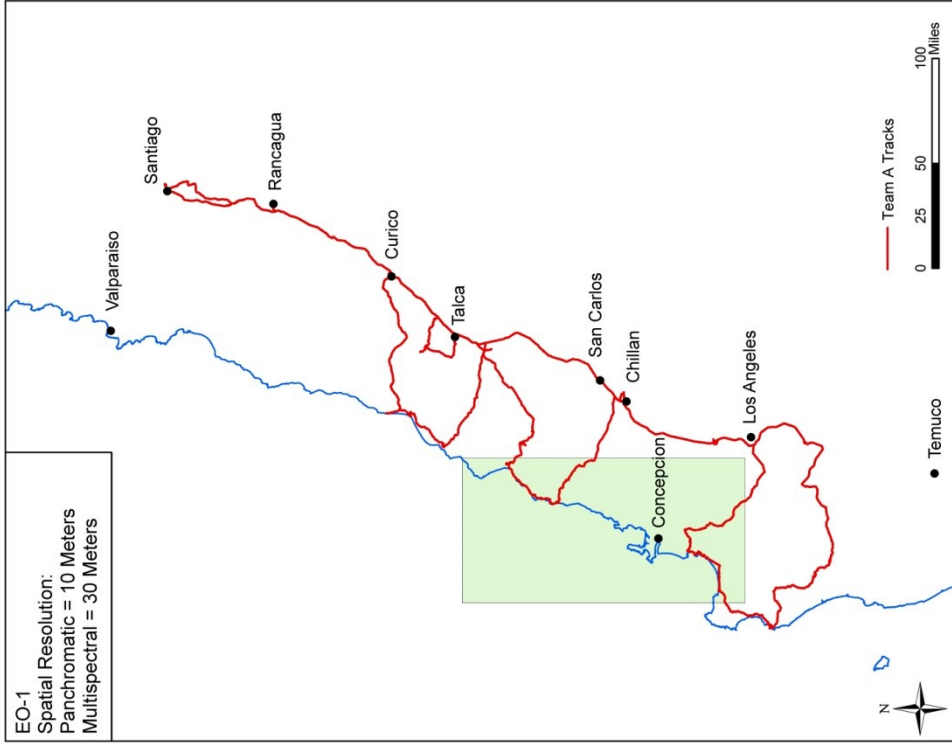 EO-1
Spatial Resolution:
Panchromatic = 10 Meters
Multispectral = 30 Meters
Santiago
Valparaiso
Rancagua
Curico
Talca
San Carlos
Chillan
Concepcion
Los Angeles
Temuco
Team A Tracks
0 25 50 100
Miles
N